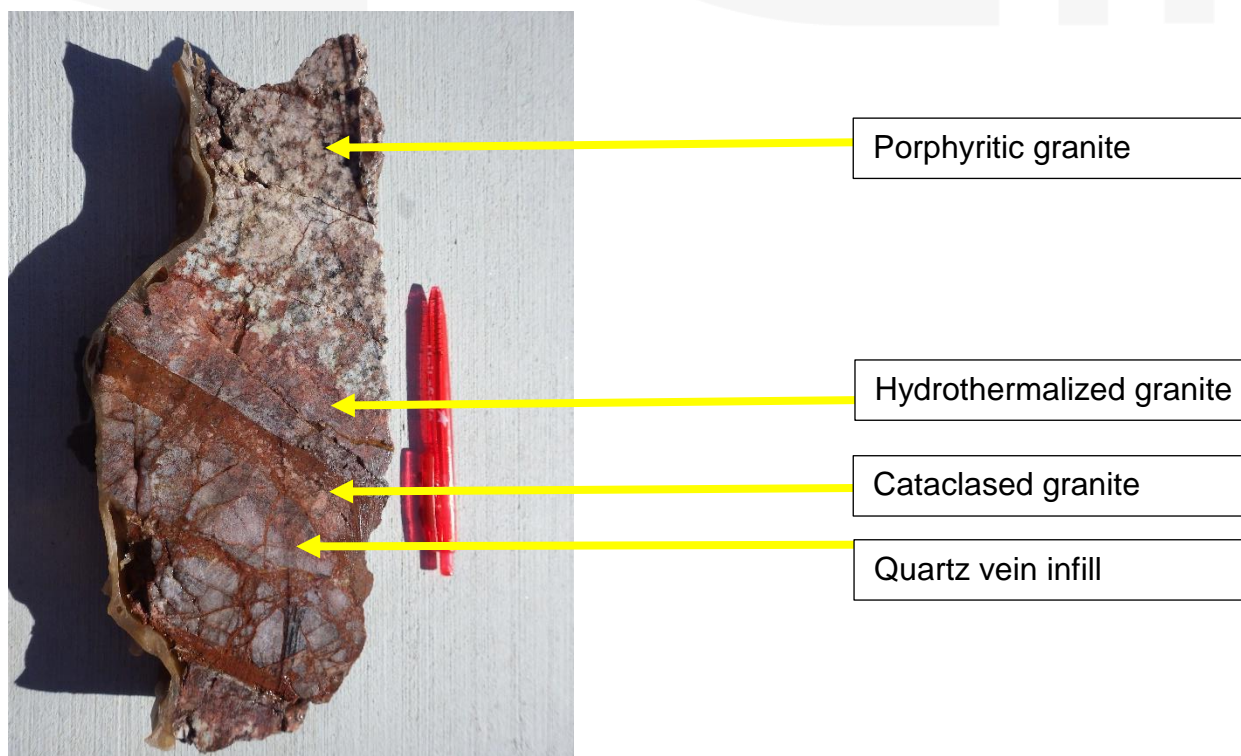 Porphyritic granite
Hydrothermalized granite
Cataclased granite
Quartz vein infill